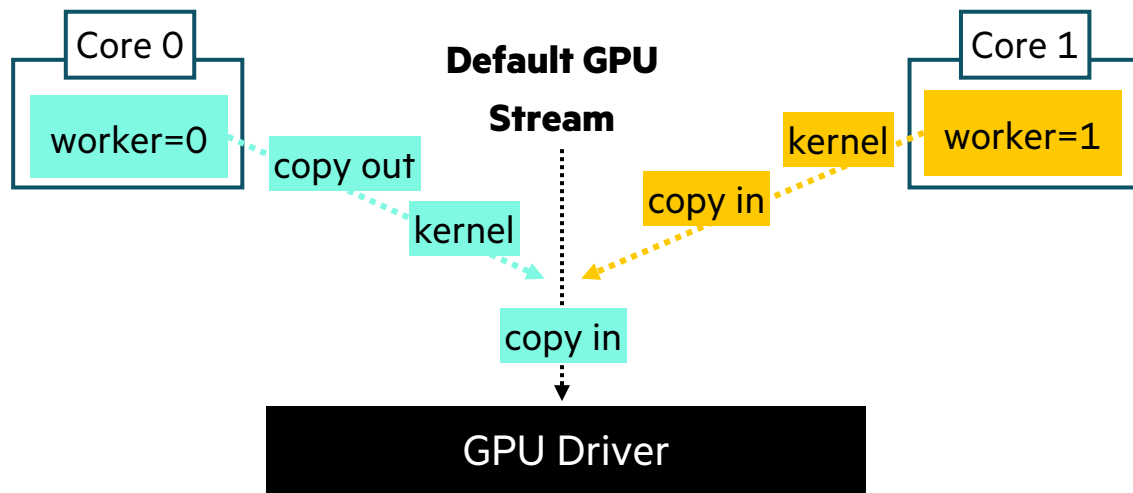 Core 0
worker=0
copy out
kernel
Default GPU
Stream
Core 1
worker=1
kernel
copy in
copy in
GPU Driver